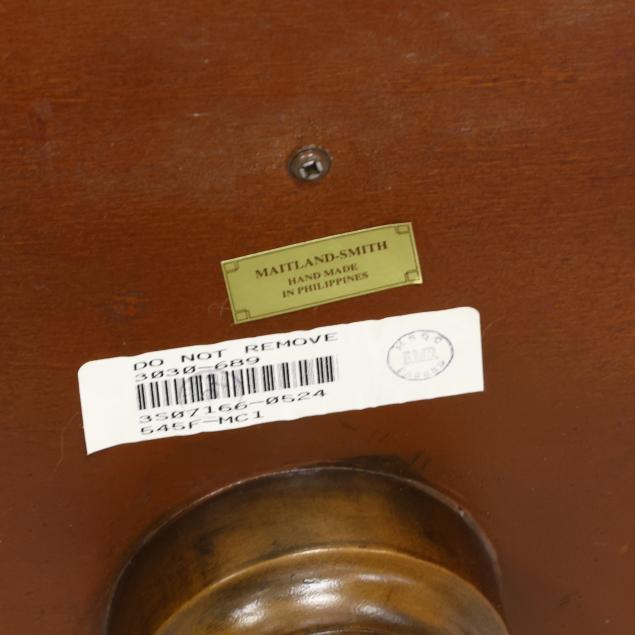 MAITLAND-SMITH
HAND MADE
IN PHILIPPINES
DO NOT REMOVE
3030-689
3S07166-0524
545F-MC1